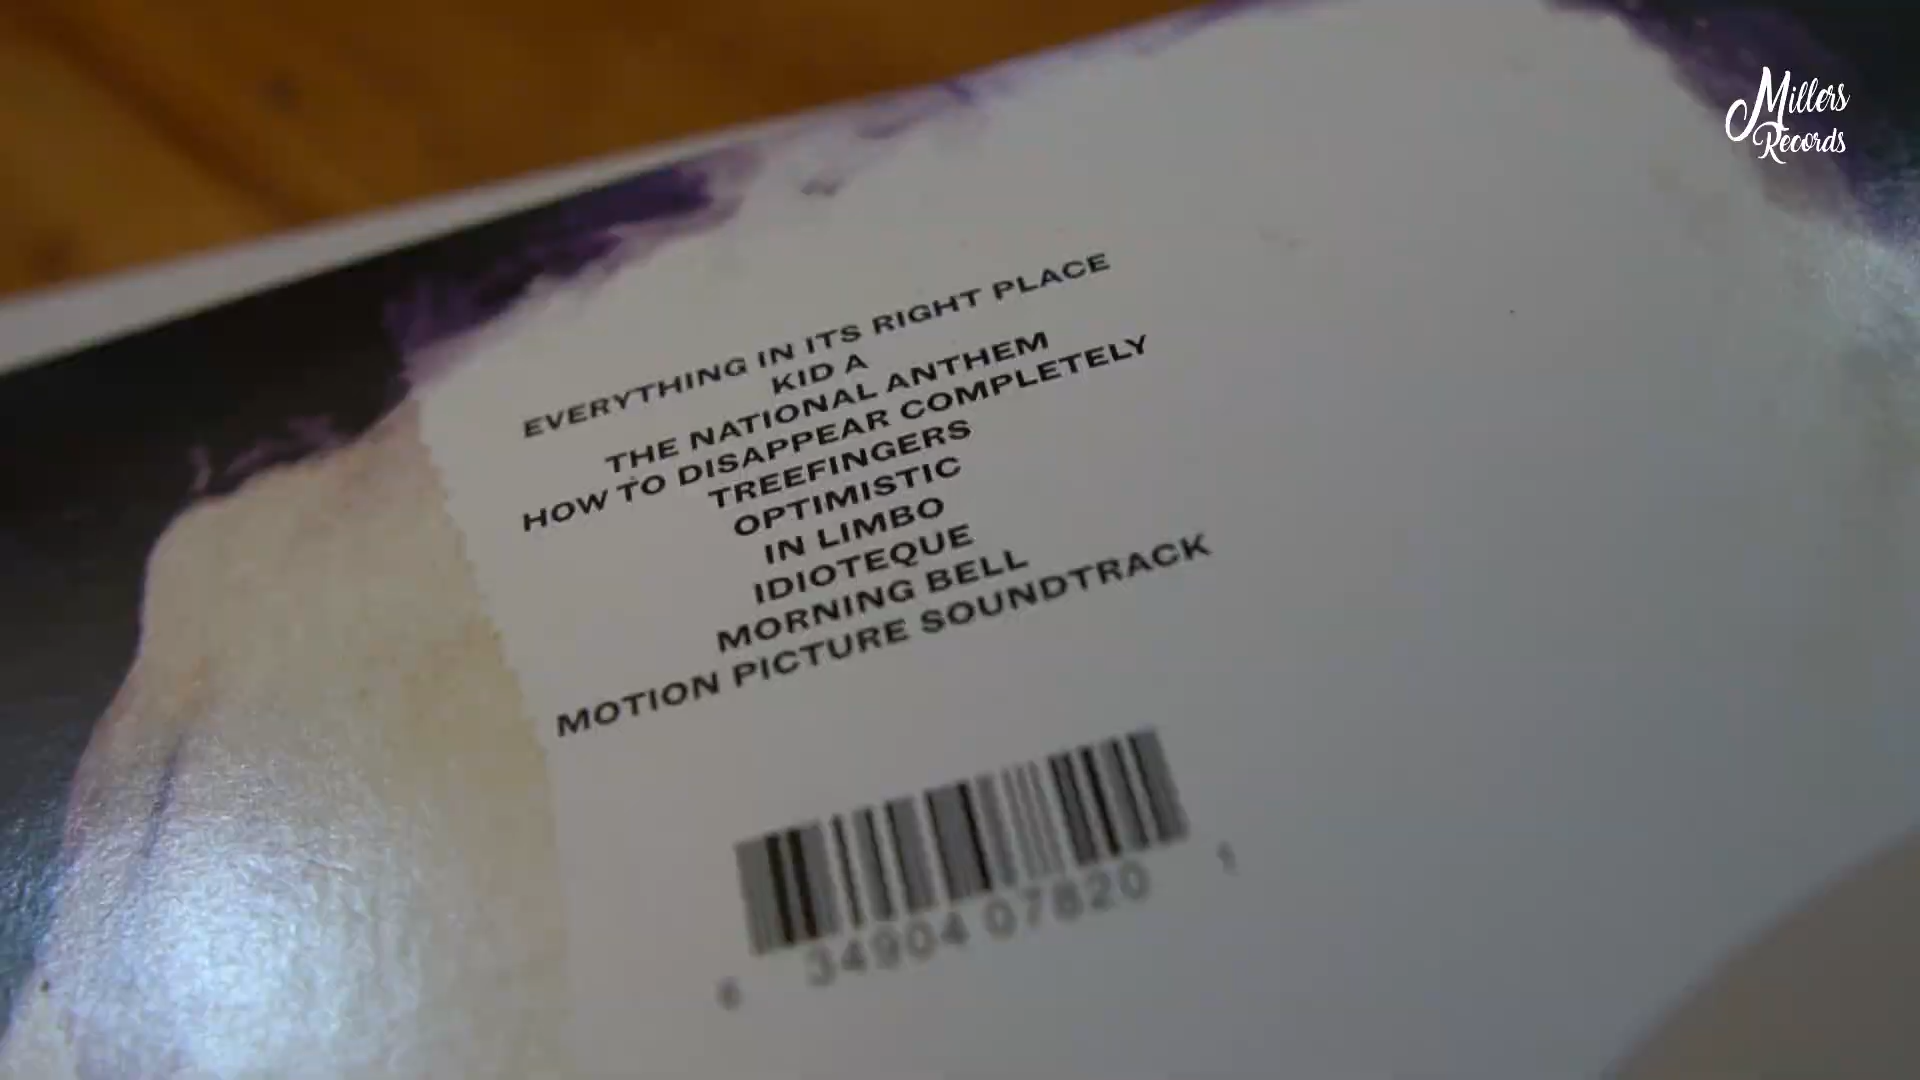 Millers
Records
EVERYTHING IN ITS RIGHT PLACE
KID A
THE NATIONAL ANTHEM
HOW TO DISAPPEAR COMPLETELY
TREEFINGERS
OPTIMISTIC
IN LIMBO
IDIOTEQUE
MORNING BELL
MOTION PICTURE SOUNDTRACK
6 34904 07820 1